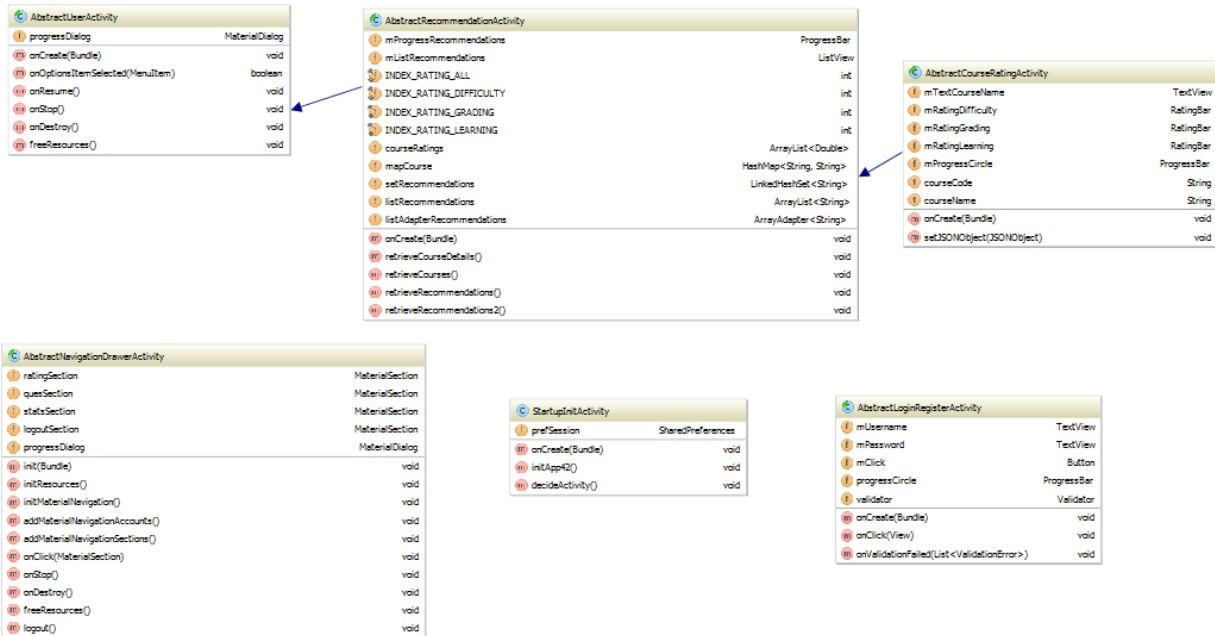 AbstractUserActivity
progressDialog MaterialDialog
onCreate(Bundle) void
onOptionsItemSelected(MenuItem) boolean
onResume() void
onStop() void
onDestroy() void
freeResources() void
AbstractRecommendationActivity
mProgressRecommendations ProgressBar
mListRecommendations ListView
INDEX_RATING_ALL int
INDEX_RATING_DIFFICULTY int
INDEX_RATING_GRADING int
INDEX_RATING_LEARNING int
courseRatings ArrayList<Double>
mapCourse HashMap<String, String>
setRecommendations LinkedHashSet<String>
listRecommendations ArrayList<String>
listAdapterRecommendations ArrayAdapter<String>
onCreate(Bundle) void
retrieveCourseDetails() void
retrieveCourses() void
retrieveRecommendations() void
retrieveRecommendations2() void
AbstractCourseRatingActivity
mTextCourseName TextView
mRatingDifficulty RatingBar
mRatingGrading RatingBar
mRatingLearning RatingBar
mProgressCircle ProgressBar
courseCode String
courseName String
onCreate(Bundle) void
setJSONObject(JSONObject) void
AbstractNavigationDrawerActivity
ratingSection MaterialSection
quesSection MaterialSection
statsSection MaterialSection
logoutSection MaterialSection
progressDialog MaterialDialog
init(Bundle) void
initResources() void
initMaterialNavigation() void
addMaterialNavigationAccounts() void
addMaterialNavigationSections() void
onClick(MaterialSection) void
onStop() void
onDestroy() void
freeResources() void
logout() void
StartupInitActivity
prefSession SharedPreferences
onCreate(Bundle) void
initApp42() void
decideActivity() void
AbstractLoginRegisterActivity
mUsername TextView
mPassword TextView
mClick Button
progressCircle ProgressBar
validator Validator
onCreate(Bundle) void
onClick(View) void
onValidationFailed(List<ValidationError>) void